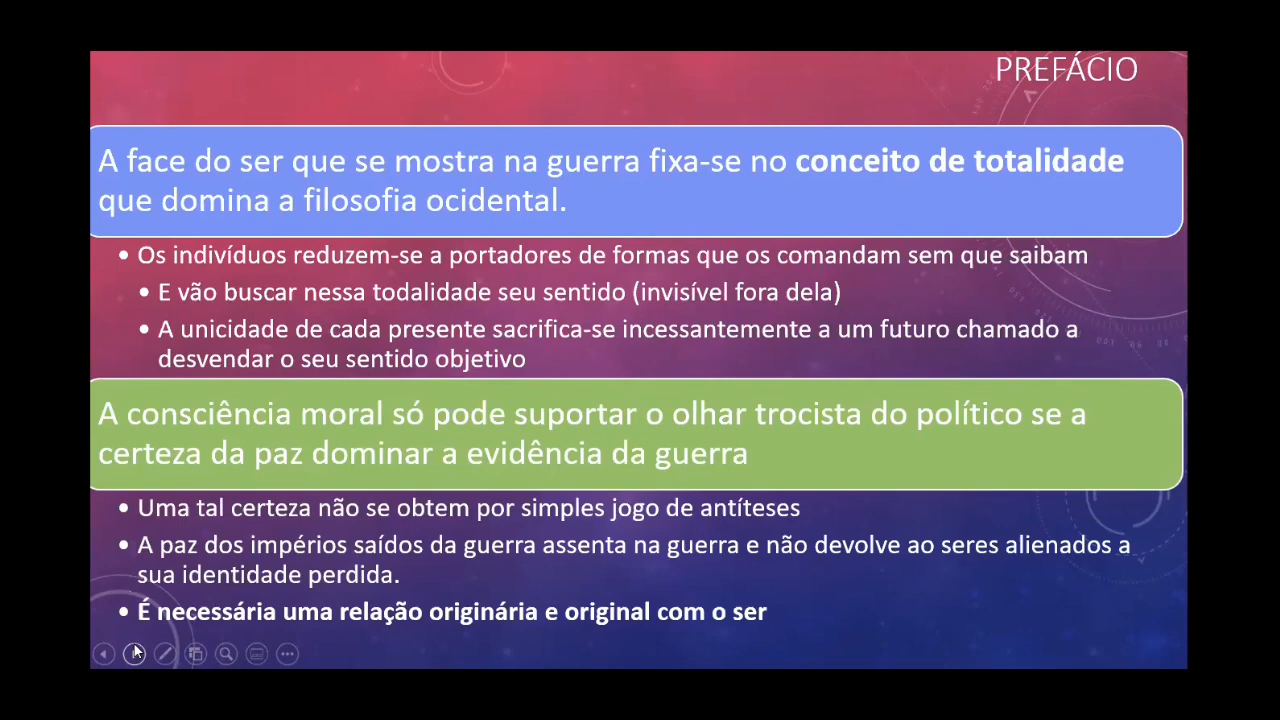 PREFÁCIO
A face do ser que se mostra na guerra fixa-se no conceito de totalidade
que domina a filosofia ocidental.
• Os indivíduos reduzem-se a portadores de formas que os comandam sem que saibam
• E vão buscar nessa todalidade seu sentido (invisível fora dela)
• A unicidade de cada presente sacrifica-se incessantemente a um futuro chamado a
desvendar o seu sentido objetivo
A consciência moral só pode suportar o olhar trocista do político se a
certeza da paz dominar a evidência da guerra
• Uma tal certeza não se obtem por simples jogo de antíteses
• A paz dos impérios saídos da guerra assenta na guerra e não devolve ao seres alienados a
sua identidade perdida.
• É necessária uma relação originária e original com o ser